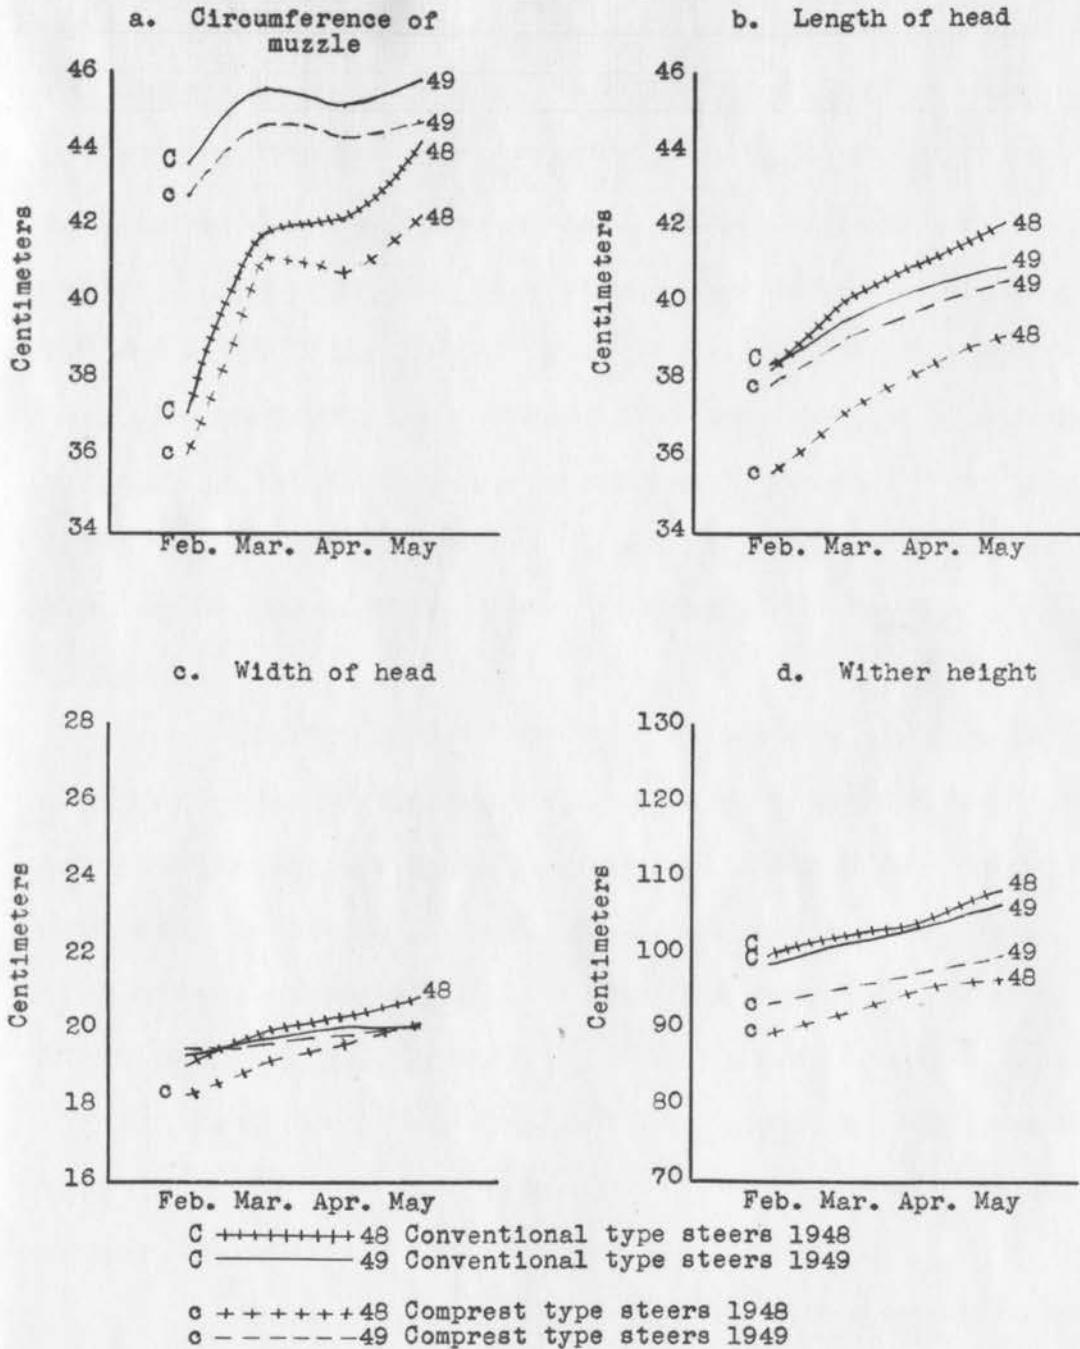 a. Circumference of
muzzle
46
44
42
40
38
36
34
Centimeters
C
c
C
c
49
49
48
48
Feb. Mar. Apr. May
b. Length of head
46
44
42
40
38
36
34
Centimeters
C
c
c
48
49
49
48
Feb. Mar. Apr. May
c. Width of head
28
26
24
22
20
18
16
Centimeters
c
48
Feb. Mar. Apr. May
d. Wither height
130
120
110
100
90
80
70
Centimeters
C
C
c
c
48
49
49
48
Feb. Mar. Apr. May
C 48 Conventional type steers 1948
C 49 Conventional type steers 1949
c 48 Comprest type steers 1948
c 49 Comprest type steers 1949